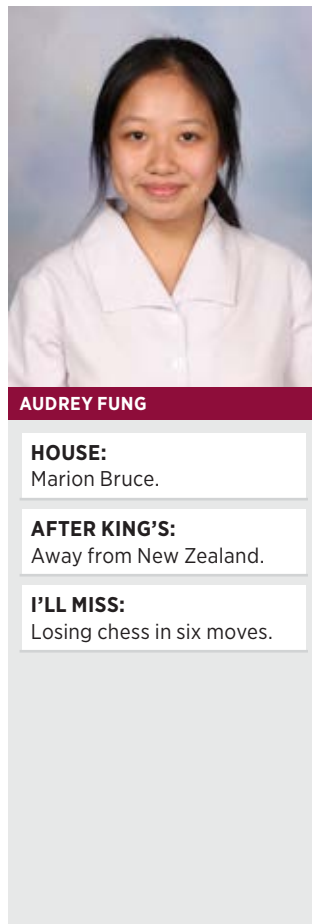 AUDREY FUNG
HOUSE:
Marion Bruce.
AFTER KING’S:
Away from New Zealand.
I’LL MISS:
Losing chess in six moves.